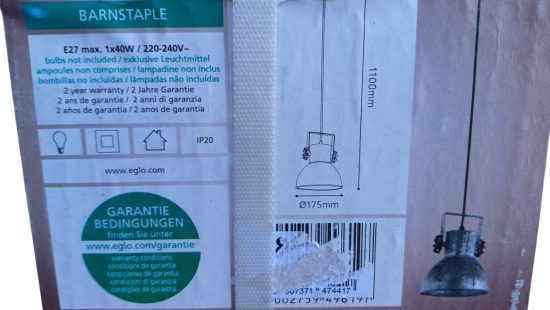 BARNSTAPLE
E27 max. 1x40W / 220-240V~
bulbs not included / exklusive Leuchtmittel
ampoules non comprises / lampadine non inclus
bombillas no incluidas / lâmpadas não incluídas
2 year warranty / 2 Jahre Garantie
2 ans de garantie / 2 anni di garanzia
2 años de garantía / 2 anos de garantia
IP20
www.eglo.com
GARANTIE
BEDINGUNGEN
finden Sie unter
www.eglo.com/garantie
warranty conditions
conditions de garantie
condiciones de garantía
condizioni di garanzia
condições de garantia
1100mm
Ø175mm
474417
002759 496197